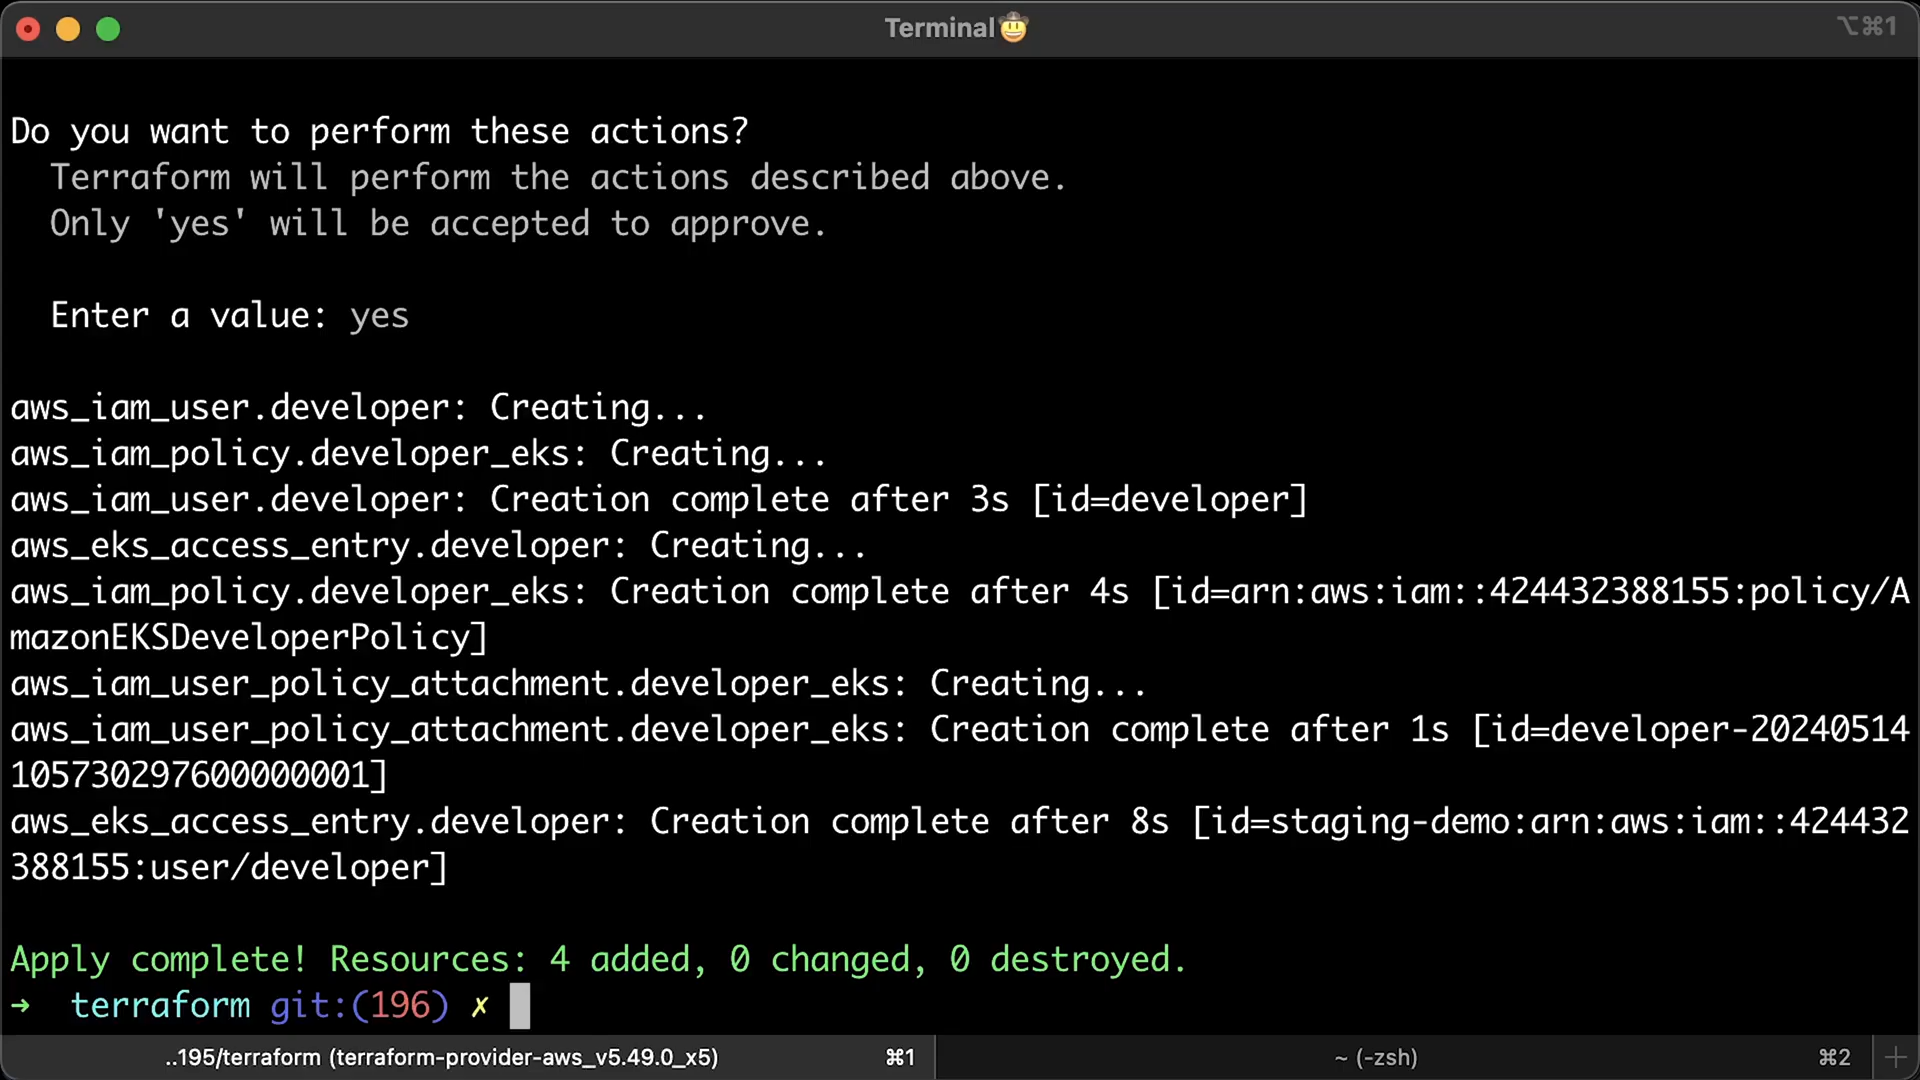 Terminal🤠
⌥⌘1
Do you want to perform these actions?
  Terraform will perform the actions described above.
  Only 'yes' will be accepted to approve.
  Enter a value: yes
aws_iam_user.developer: Creating...
aws_iam_policy.developer_eks: Creating...
aws_iam_user.developer: Creation complete after 3s [id=developer]
aws_eks_access_entry.developer: Creating...
aws_iam_policy.developer_eks: Creation complete after 4s [id=arn:aws:iam::424432388155:policy/A
mazonEKSDeveloperPolicy]
aws_iam_user_policy_attachment.developer_eks: Creating...
aws_iam_user_policy_attachment.developer_eks: Creation complete after 1s [id=developer-20240514
105730297600000001]
aws_eks_access_entry.developer: Creation complete after 8s [id=staging-demo:arn:aws:iam::424432
388155:user/developer]
Apply complete! Resources: 4 added, 0 changed, 0 destroyed.
→  terraform git:(196) ✗
..195/terraform (terraform-provider-aws_v5.49.0_x5) ⌘1
~ (-zsh) ⌘2 +